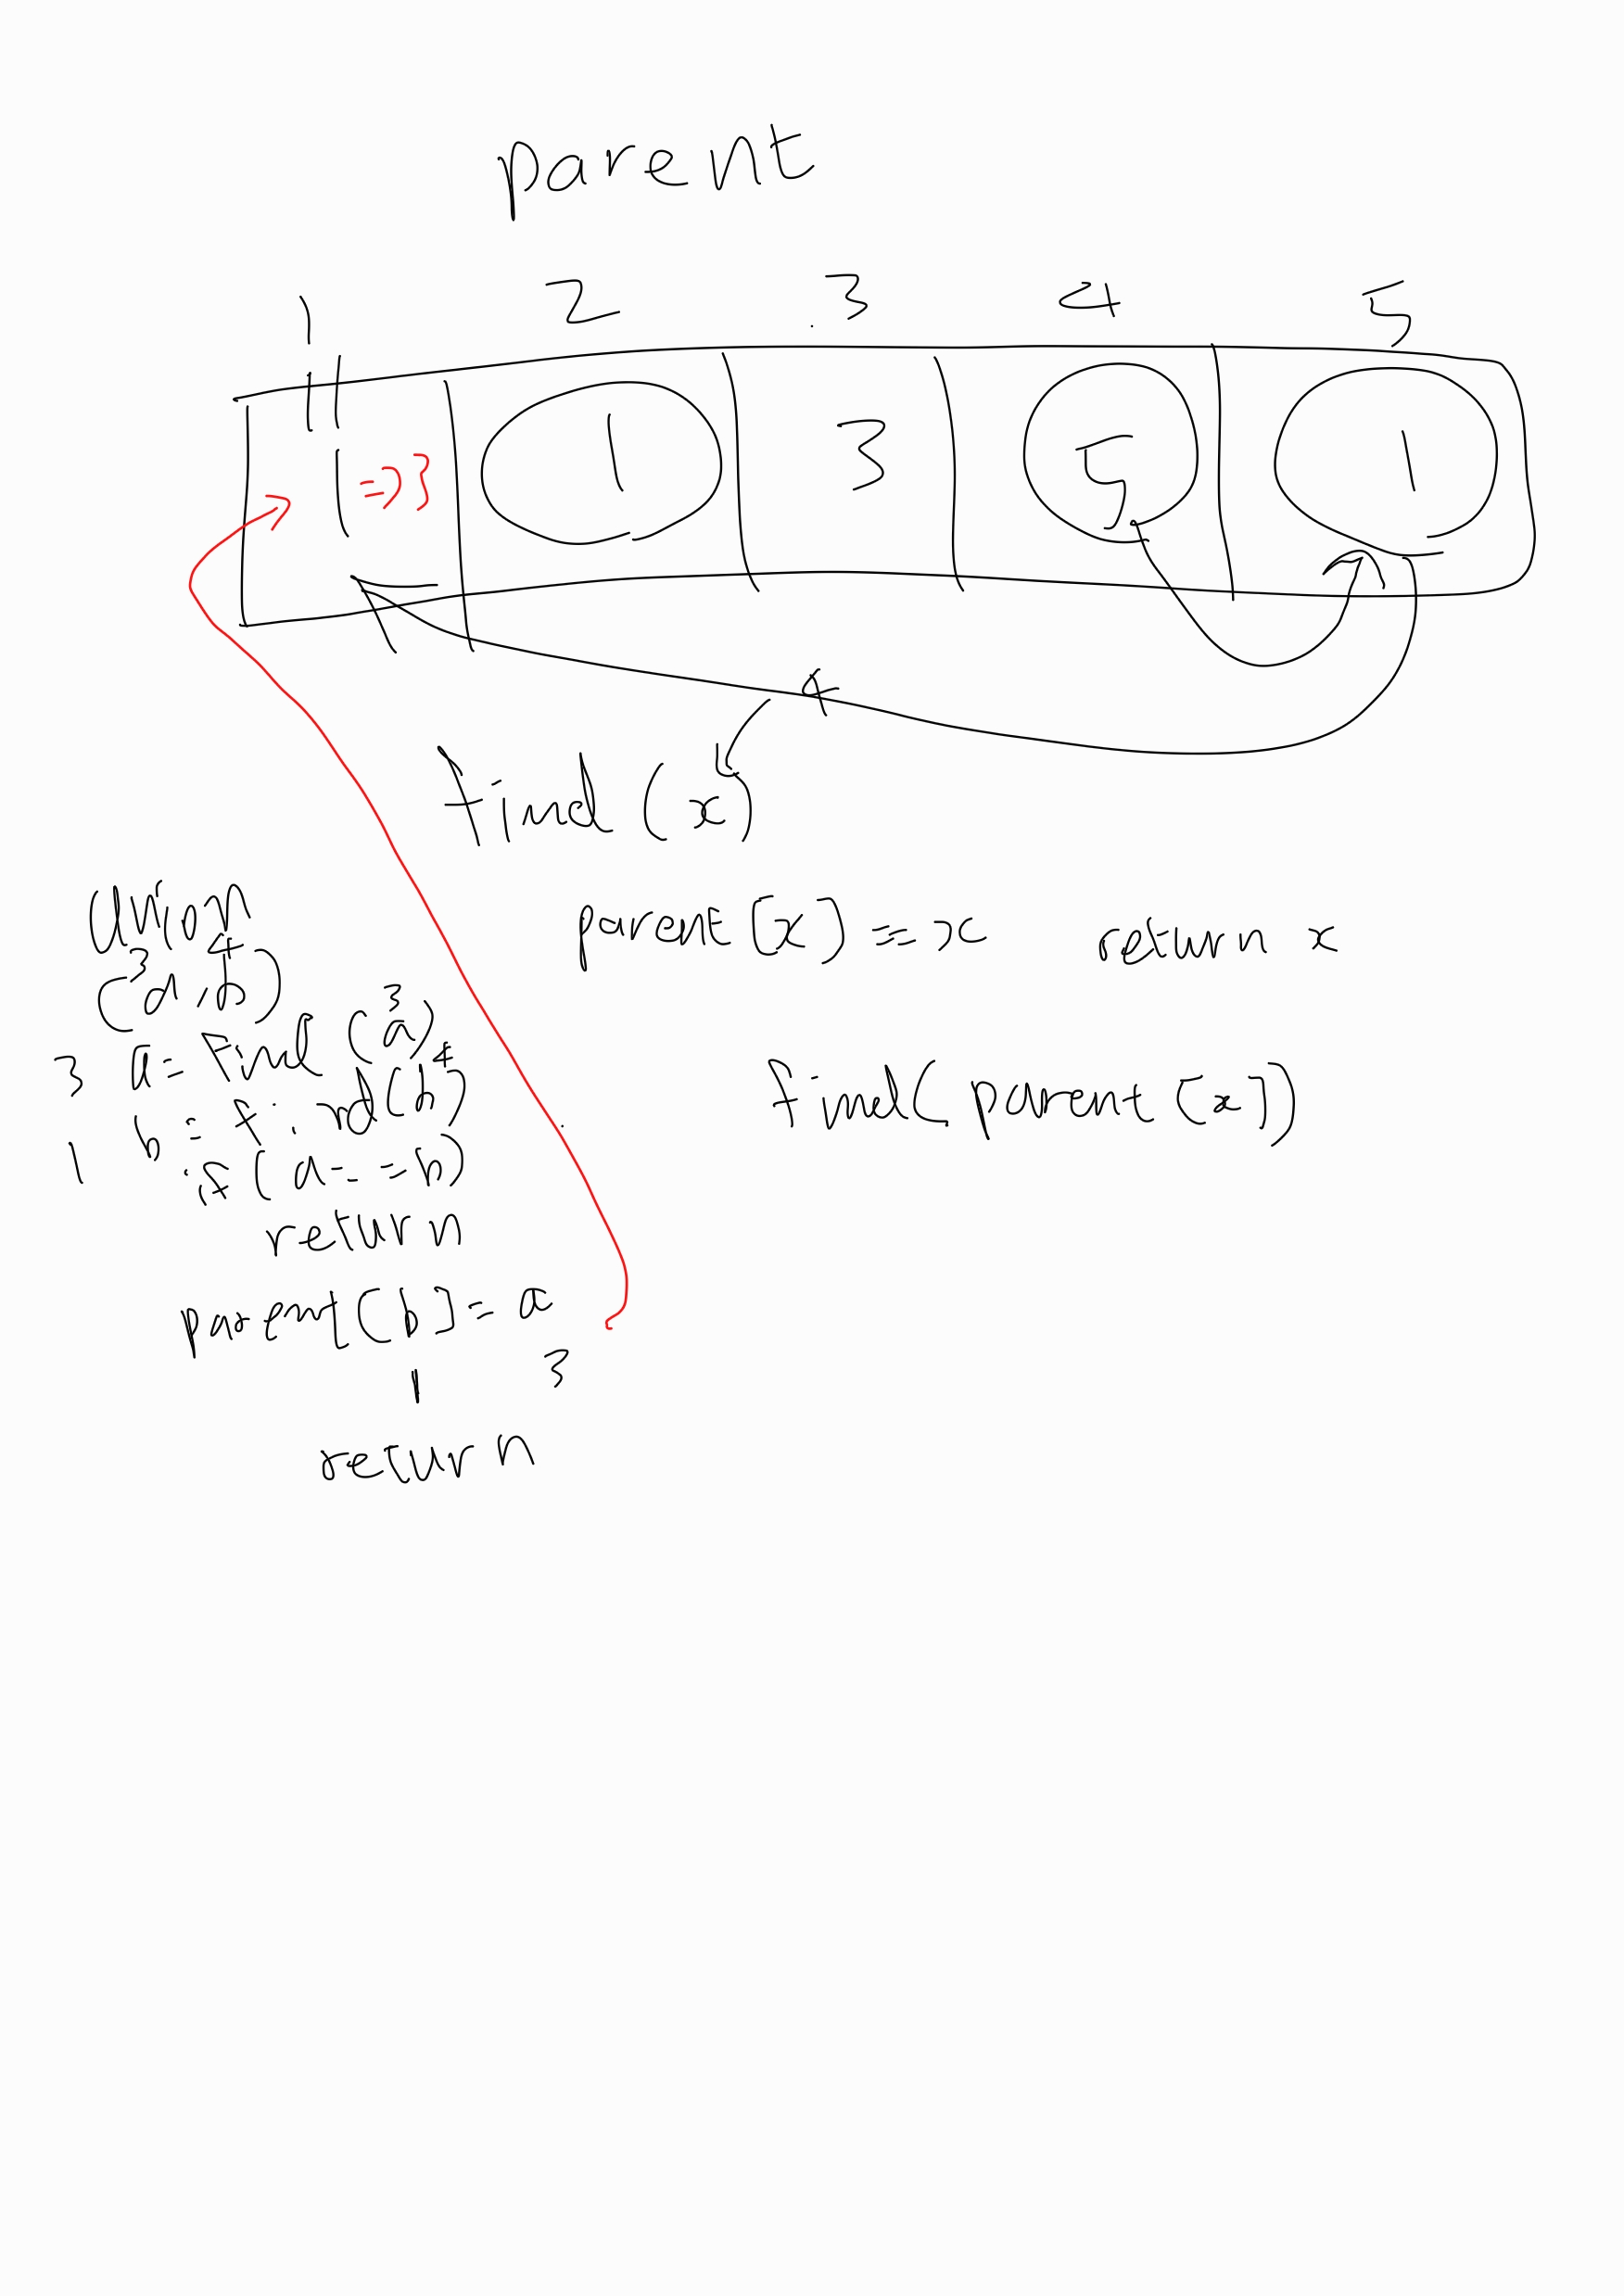 parent
1 2 3 4 5
1 => 3 1 3 5 1
4
find (x)
Union
3 4
(a, b)
parent[x] == x return x
3
3 a = find (a)
4
1 b = find(b)
find(parent[x])
if (a == b)
return
parent[b] = a
1 3
return